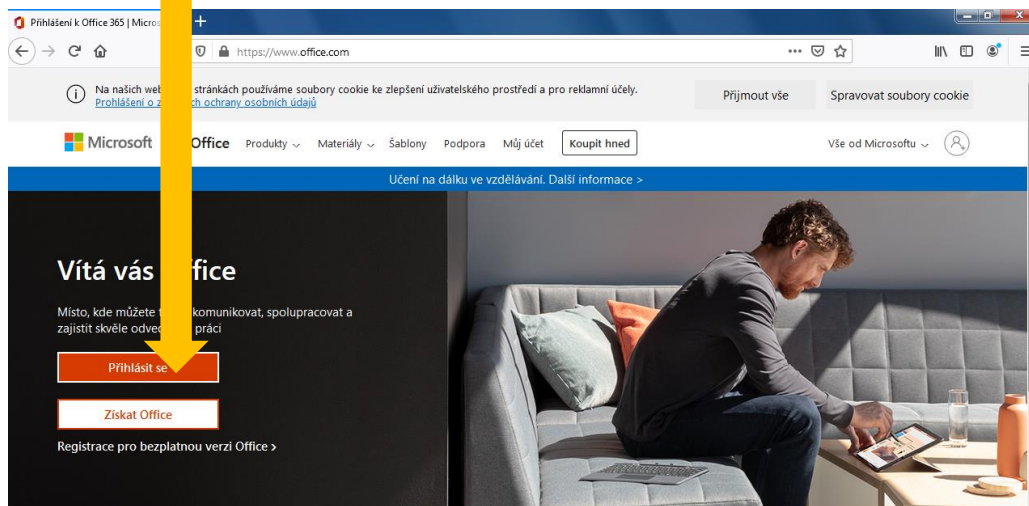 Přihlášení k Office 365 | Micros
https://www.office.com
Na našich web stránkách používáme soubory cookie ke zlepšení uživatelského prostředí a pro reklamní účely.
Prohlášení o ch ochrany osobních údajů
Přijmout vše
Spravovat soubory cookie
Microsoft
Office
Produkty
Materiály
Šablony
Podpora
Můj účet
Koupit hned
Vše od Microsoftu
Učení na dálku ve vzdělávání. Další informace >
Vítá vás ffice
Místo, kde můžete komunikovat, spolupracovat a
zajistit skvěle odved práci
Přihlásit se
Získat Office
Registrace pro bezplatnou verzi Office >